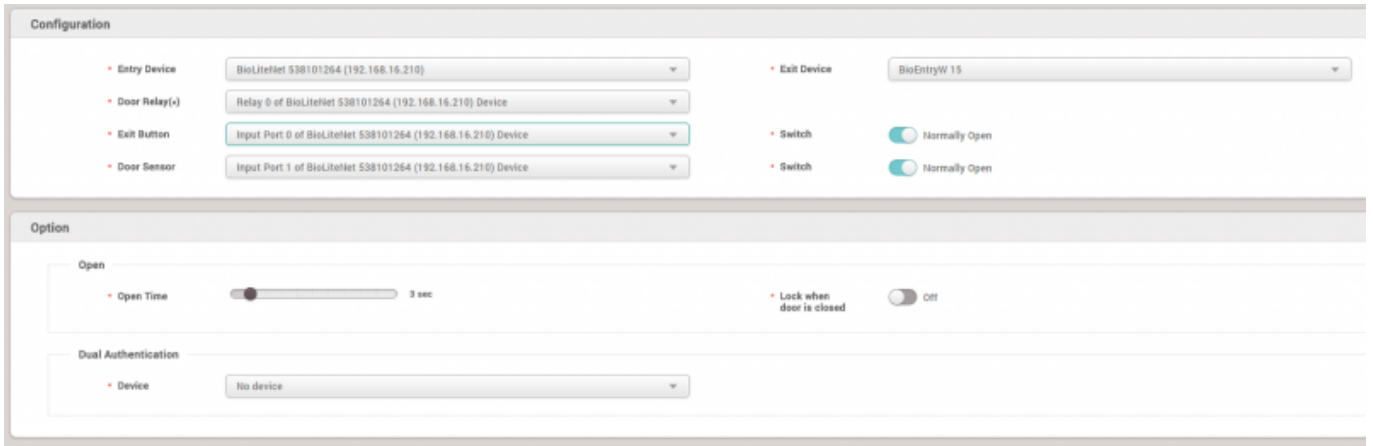 Configuration
Entry Device BioLiteNet 538101264 (192.168.16.210) Exit Device BioEntryW 15
Door Relay(*) Relay 0 of BioLiteNet 538101264 (192.168.16.210) Device
Exit Button Input Port 0 of BioLiteNet 538101264 (192.168.16.210) Device Switch Normally Open
Door Sensor Input Port 1 of BioLiteNet 538101264 (192.168.16.210) Device Switch Normally Open
Option
Open
Open Time 3 sec Lock when
door is closed Off
Dual Authentication
Device No device